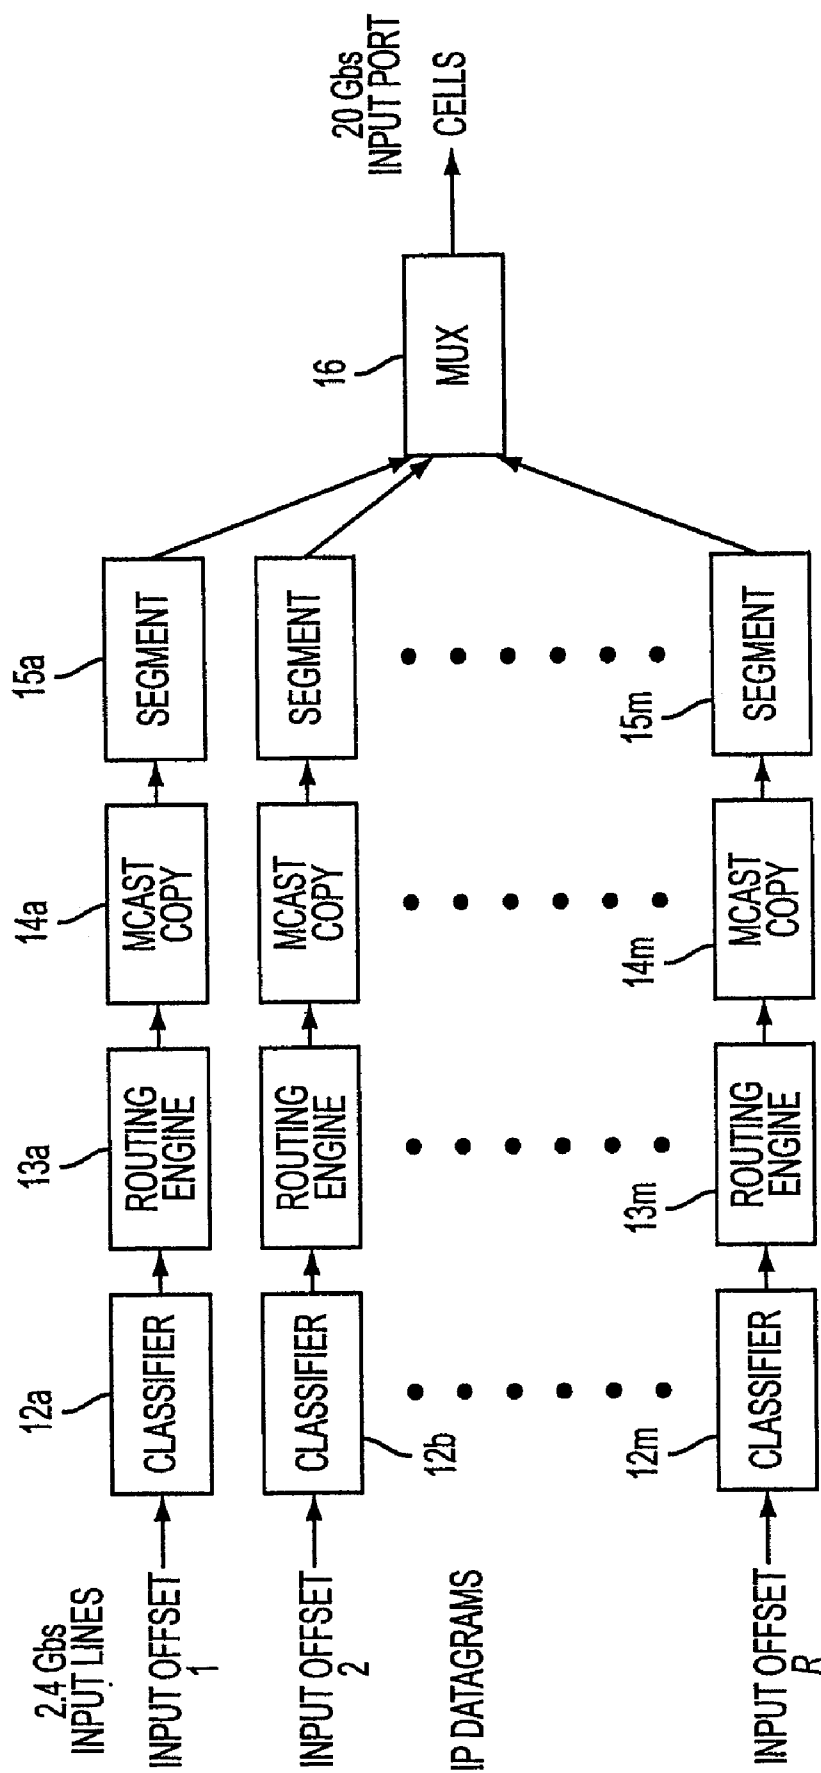 2.4 Gbs
INPUT LINES
INPUT OFFSET
1
12a
CLASSIFIER
13a
ROUTING
ENGINE
14a
MCAST
COPY
15a
SEGMENT
INPUT OFFSET
2
CLASSIFIER
12b
ROUTING
ENGINE
MCAST
COPY
SEGMENT
16
MUX
20 Gbs
INPUT PORT
CELLS
IP DATAGRAMS
INPUT OFFSET
R
12m
CLASSIFIER
13m
ROUTING
ENGINE
14m
MCAST
COPY
15m
SEGMENT